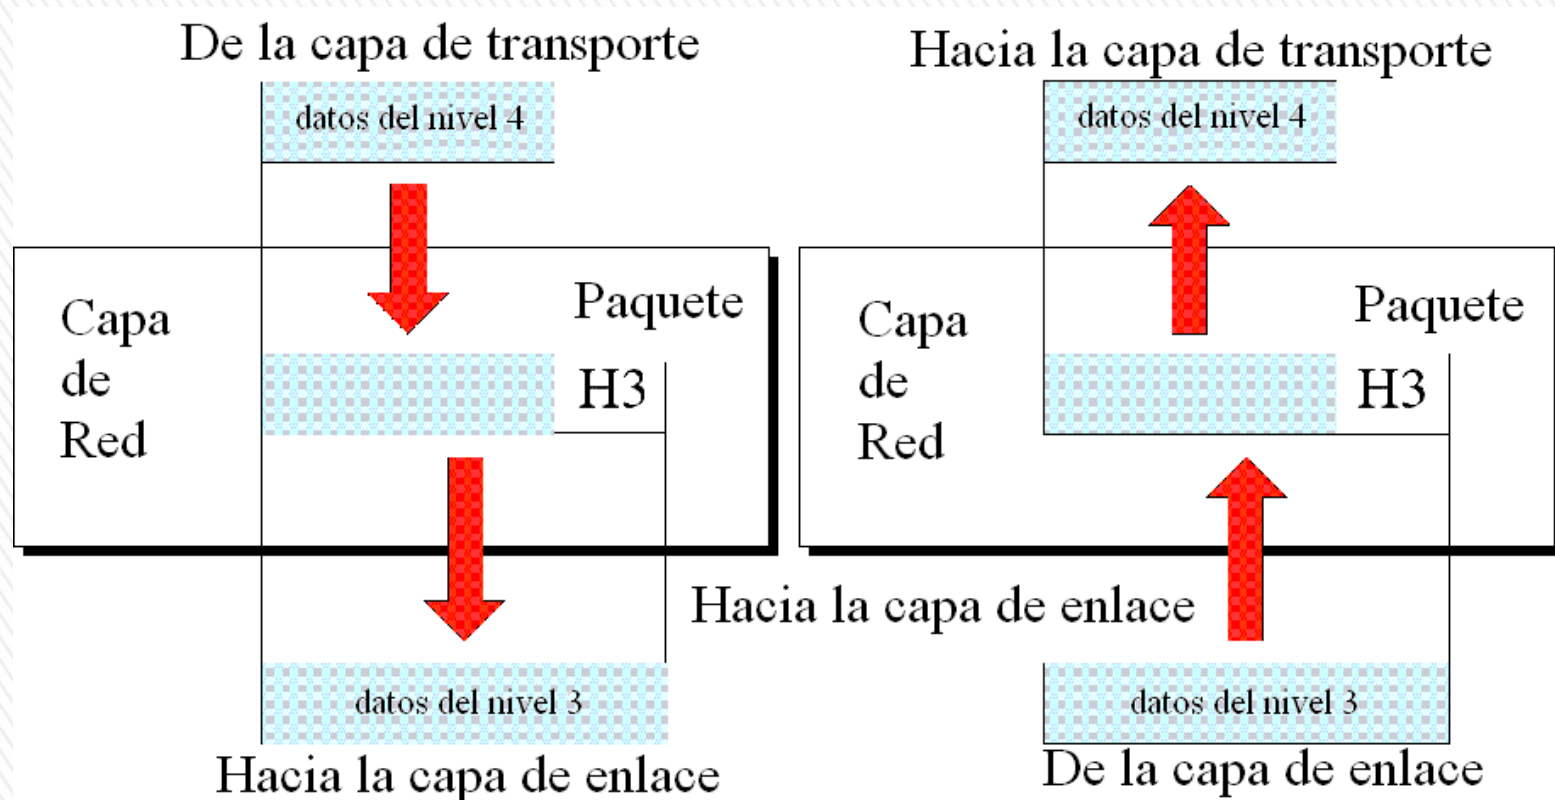 De la capa de transporte
datos del nivel 4
Capa
de
Red
Paquete
H3
datos del nivel 3
Hacia la capa de enlace
Hacia la capa de transporte
datos del nivel 4
Capa
de
Red
Paquete
H3
Hacia la capa de enlace
datos del nivel 3
De la capa de enlace